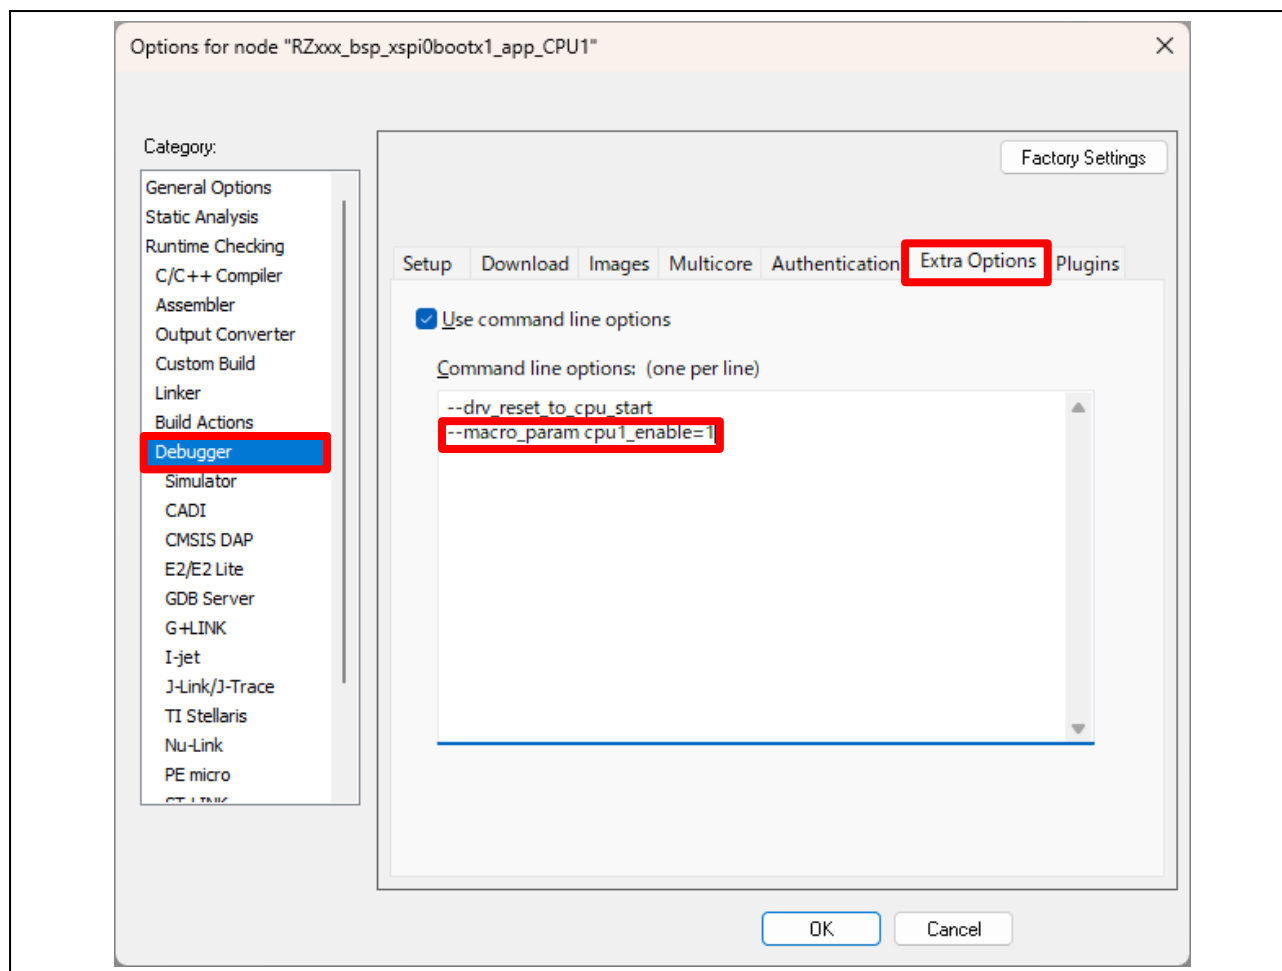 Options for node "RZxxx_bsp_xspi0bootx1_app_CPU1"
Category:
Factory Settings
General Options
Static Analysis
Runtime Checking
C/C++ Compiler
Assembler
Output Converter
Custom Build
Linker
Build Actions
Debugger
Simulator
CADI
CMSIS DAP
E2/E2 Lite
GDB Server
G+LINK
I-jet
J-Link/J-Trace
TI Stellaris
Nu-Link
PE micro
ST-LINK
Setup Download Images Multicore Authentication Extra Options Plugins
Use command line options
Command line options: (one per line)
--drv_reset_to_cpu_start
--macro_param cpu1_enable=1
OK Cancel